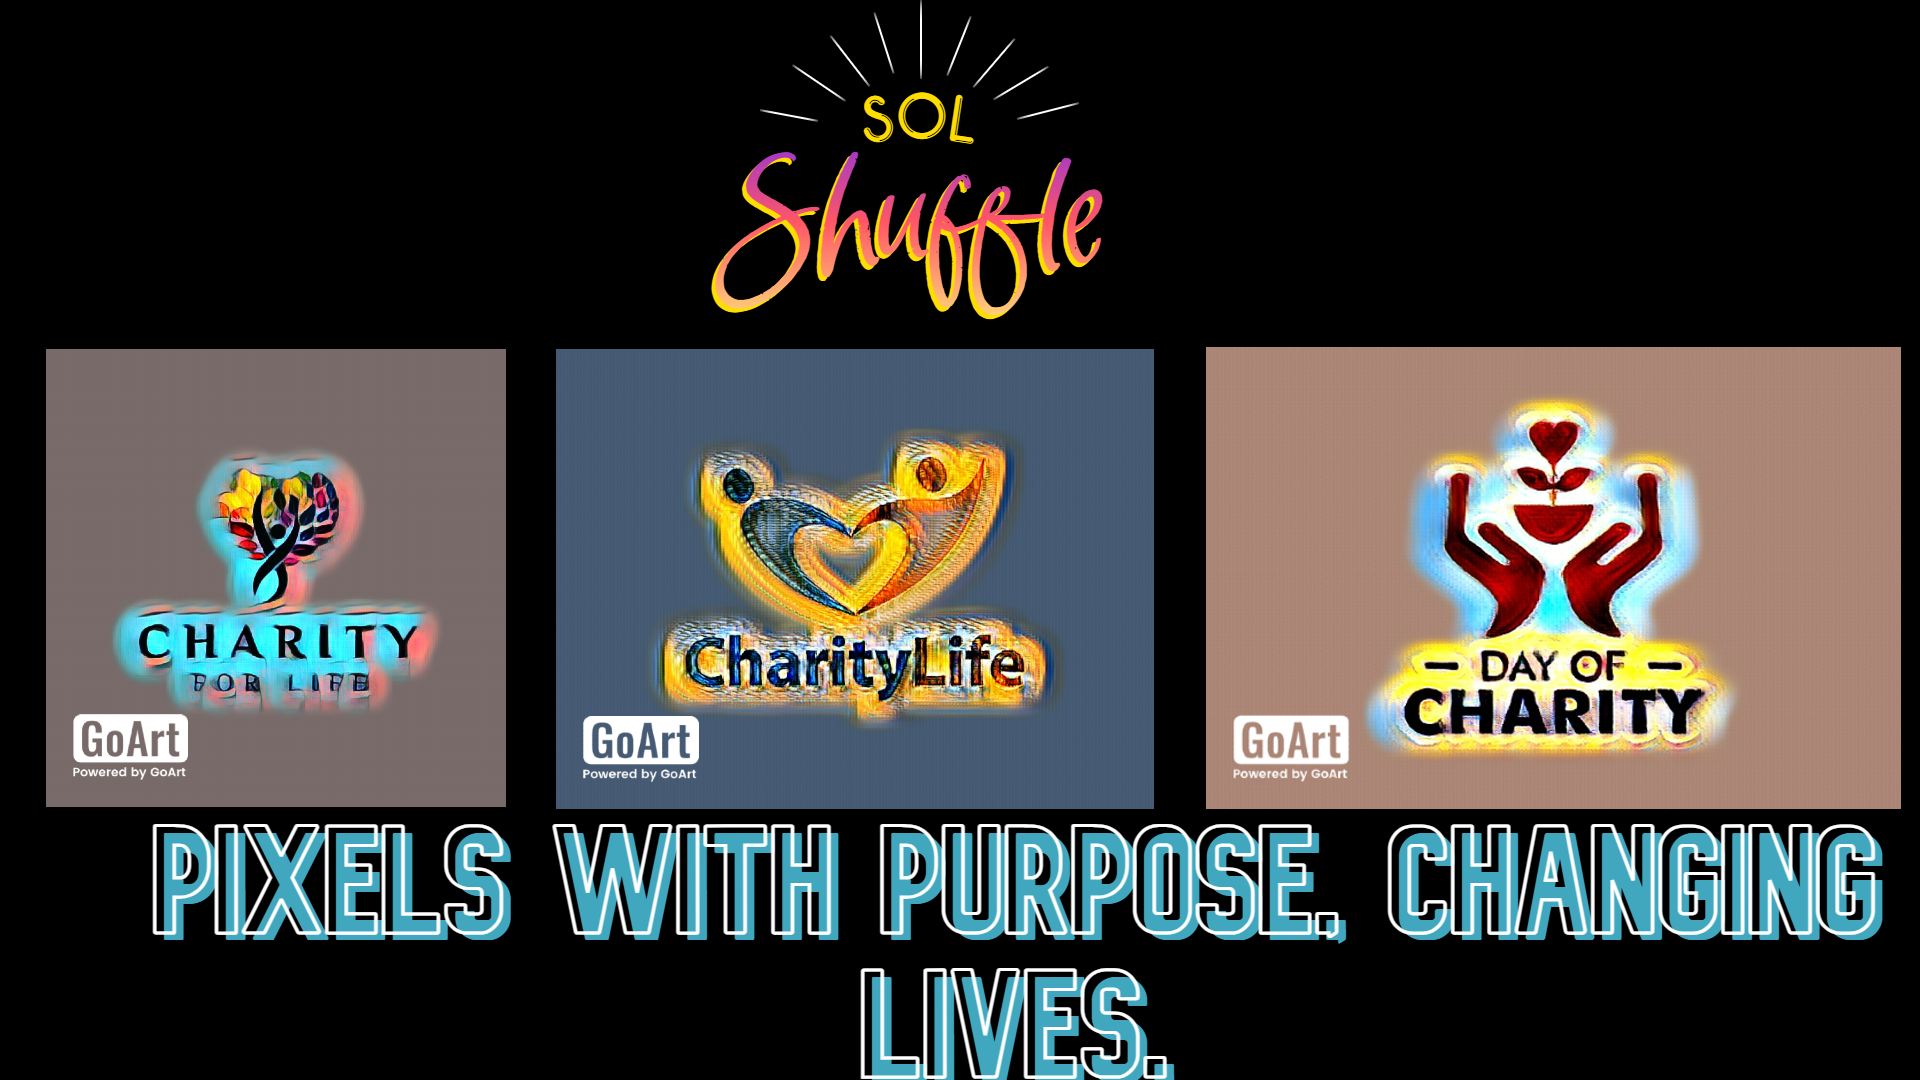 SOL
Shuffle
CHARITY
FOR LIFE
GoArt
Powered by GoArt
CharityLife
GoArt
Powered by GoArt
DAY OF
CHARITY
GoArt
Powered by GoArt
PIXELS WITH PURPOSE, CHANGING
LIVES.